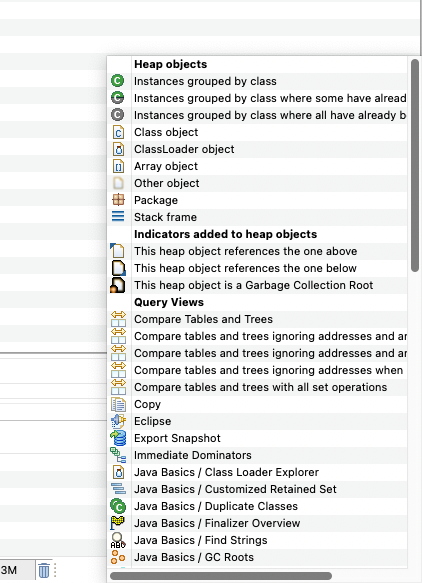 Heap objects
Instances grouped by class
Instances grouped by class where some have alread
Instances grouped by class where all have already b
Class object
ClassLoader object
Array object
Other object
Package
Stack frame
Indicators added to heap objects
This heap object references the one above
This heap object references the one below
This heap object is a Garbage Collection Root
Query Views
Compare Tables and Trees
Compare tables and trees ignoring addresses and ar
Compare tables and trees ignoring addresses and ar
Compare tables and trees ignoring addresses when
Compare tables and trees with all set operations
Copy
Eclipse
Export Snapshot
Immediate Dominators
Java Basics / Class Loader Explorer
Java Basics / Customized Retained Set
Java Basics / Duplicate Classes
Java Basics / Finalizer Overview
Java Basics / Find Strings
Java Basics / GC Roots
3M